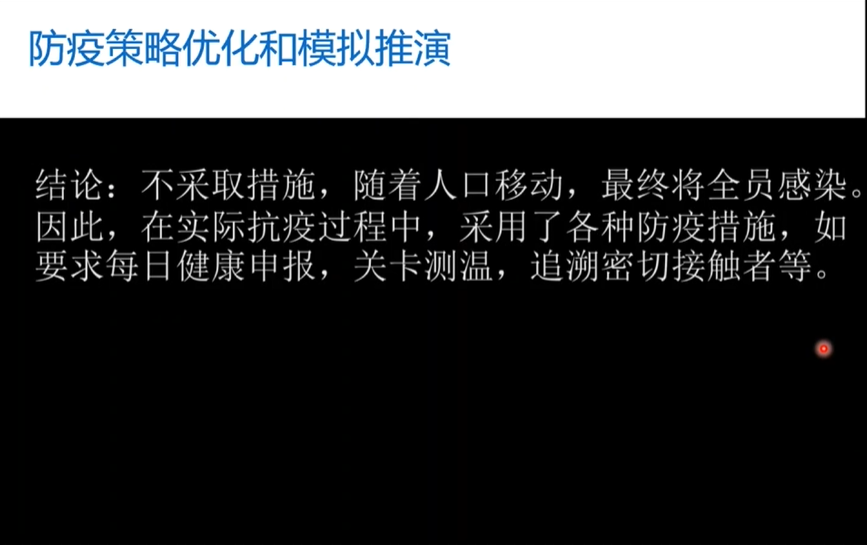 防疫策略优化和模拟推演
结论：不采取措施，随着人口移动，最终将全员感染。
因此，在实际抗疫过程中，采用了各种防疫措施，如
要求每日健康申报，关卡测温，追溯密切接触者等。